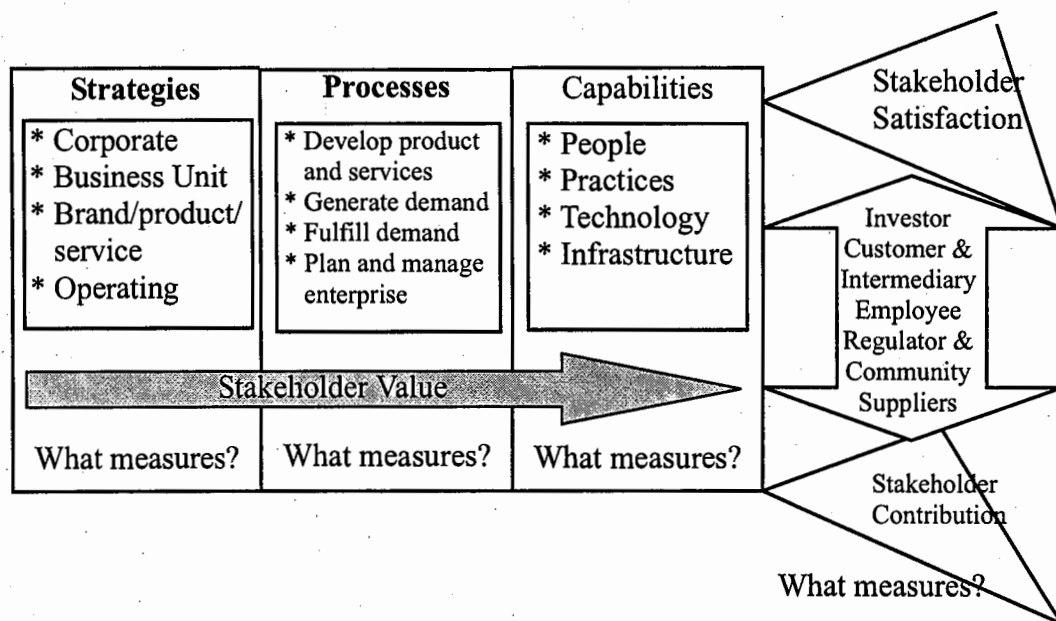 Strategies
* Corporate
* Business Unit
* Brand/product/
service
* Operating
Processes
* Develop product
and services
* Generate demand
* Fulfill demand
* Plan and manage
enterprise
Capabilities
* People
* Practices
* Technology
* Infrastructure
Stakeholder Value
What measures?
What measures?
What measures?
Stakeholder
Satisfaction
Investor
Customer &
Intermediary
Employee
Regulator &
Community
Suppliers
Stakeholder
Contribution
What measures?